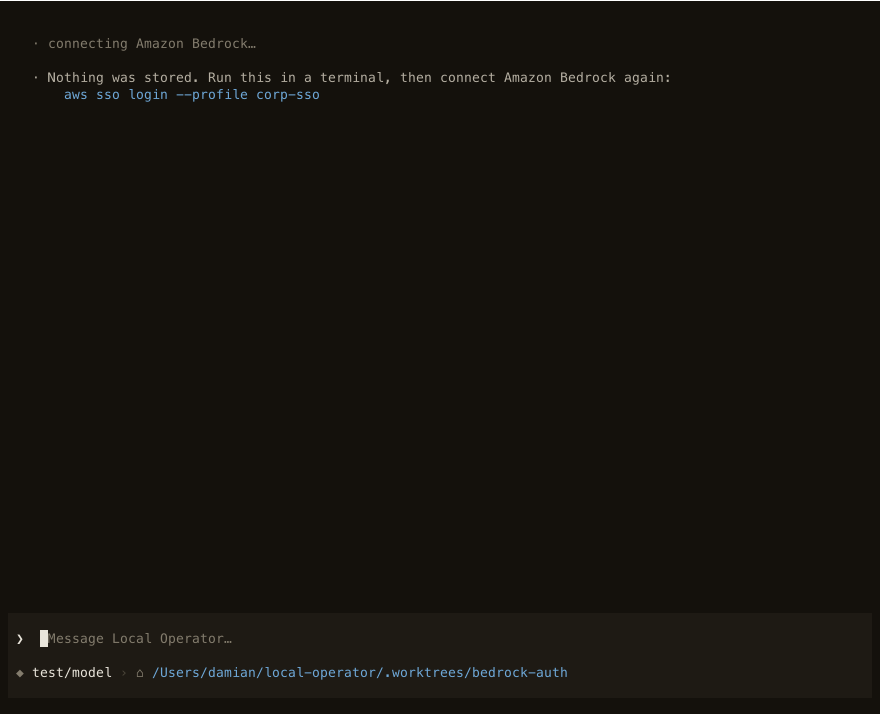 · connecting Amazon Bedrock…
· Nothing was stored. Run this in a terminal, then connect Amazon Bedrock again:
aws sso login --profile corp-sso
❯ Message Local Operator…
◆ test/model › ⌂ /Users/damian/local-operator/.worktrees/bedrock-auth